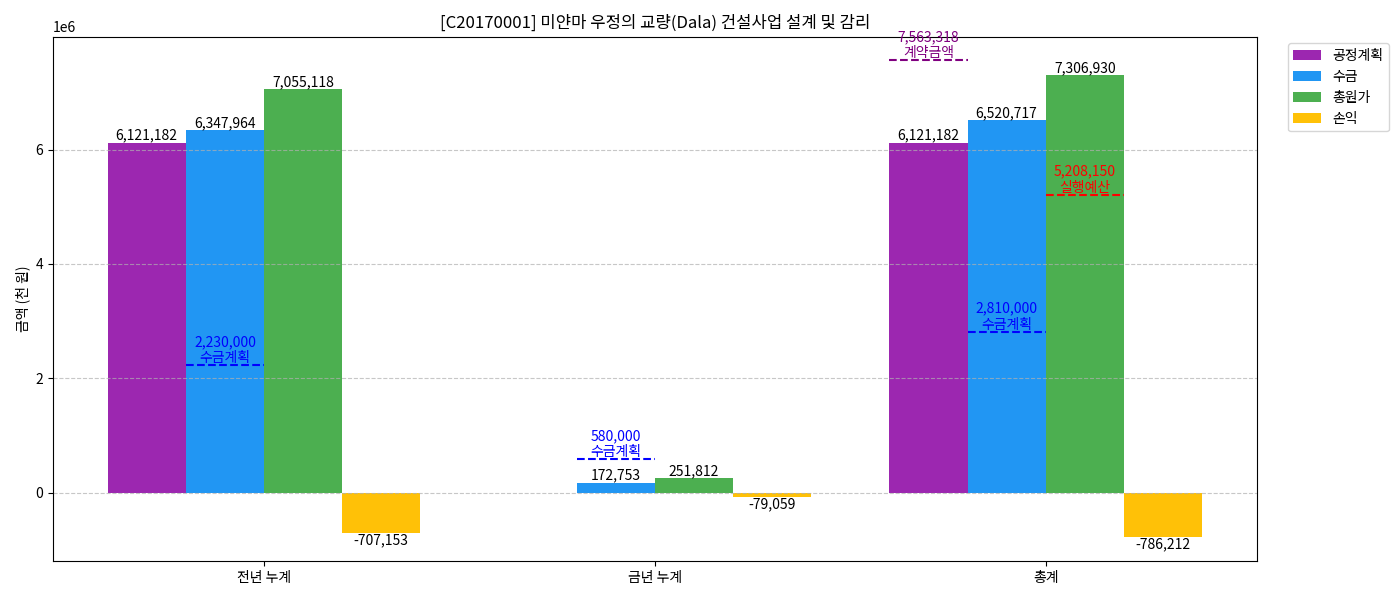 [C20170001] 미얀마 우정의 교량(Dala) 건설사업 설계 및 감리
1e6
금액 (천 원)
6
4
2
0
6,121,182
6,347,964
7,055,118
2,230,000
수금계획
-707,153
580,000
수금계획
172,753
251,812
-79,059
7,563,318
계약금액
6,121,182
6,520,717
7,306,930
5,208,150
실행예산
2,810,000
수금계획
-786,212
전년 누계
금년 누계
총계
공정계획
수금
총원가
손익